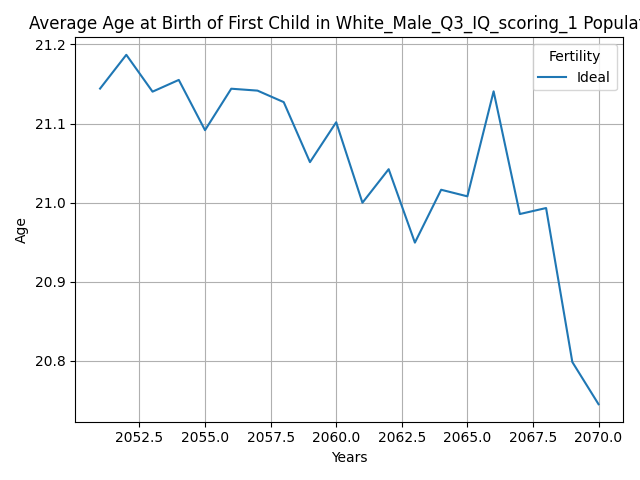 Average Age at Birth of First Child in White_Male_Q3_IQ_scoring_1 Populat
21.2
21.1
21.0
20.9
20.8
Age
Fertility
Ideal
2052.5 2055.0 2057.5 2060.0 2062.5 2065.0 2067.5 2070.0
Years